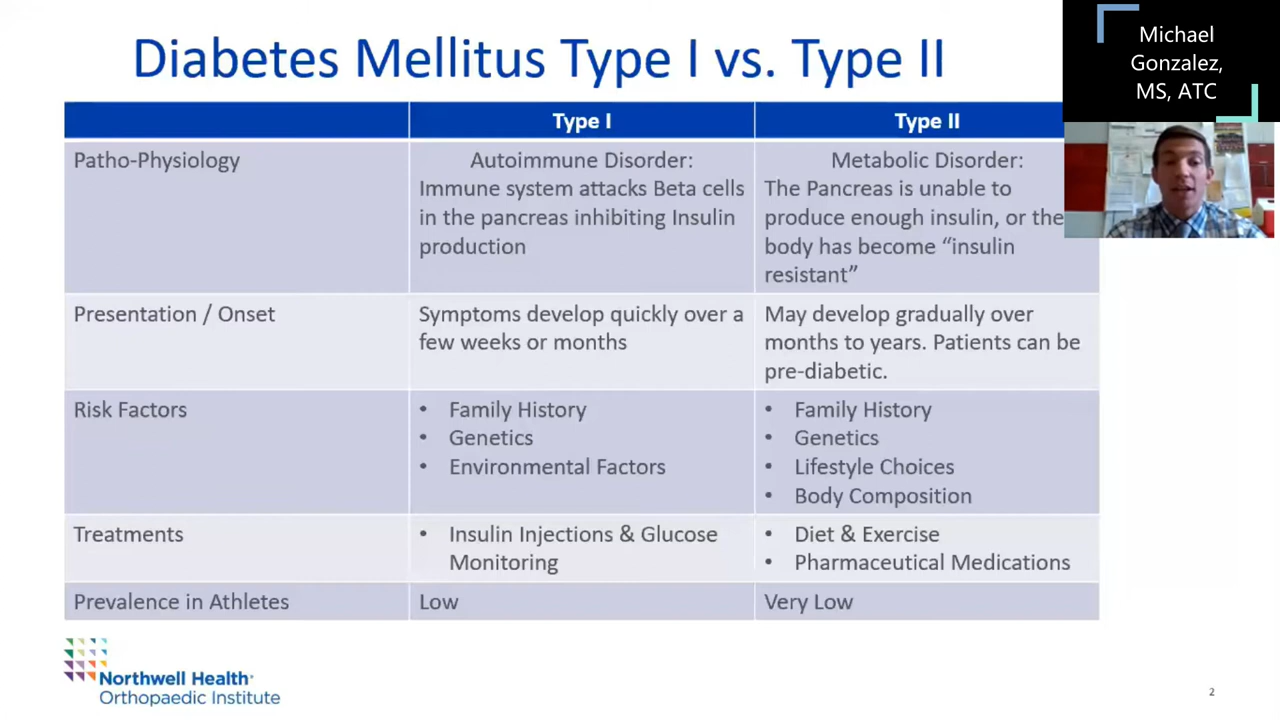 Diabetes Mellitus Type I vs. Type II
Michael
Gonzalez,
MS, ATC
Type I
Type II
Patho-Physiology
Autoimmune Disorder:
Immune system attacks Beta cells
in the pancreas inhibiting Insulin
production
Metabolic Disorder:
The Pancreas is unable to
produce enough insulin, or the
body has become “insulin
resistant”
Presentation / Onset
Symptoms develop quickly over a
few weeks or months
May develop gradually over
months to years. Patients can be
pre-diabetic.
Risk Factors
• Family History
• Genetics
• Environmental Factors
• Family History
• Genetics
• Lifestyle Choices
• Body Composition
Treatments
• Insulin Injections & Glucose
Monitoring
• Diet & Exercise
• Pharmaceutical Medications
Prevalence in Athletes
Low
Very Low
Northwell Health
Orthopaedic Institute
2